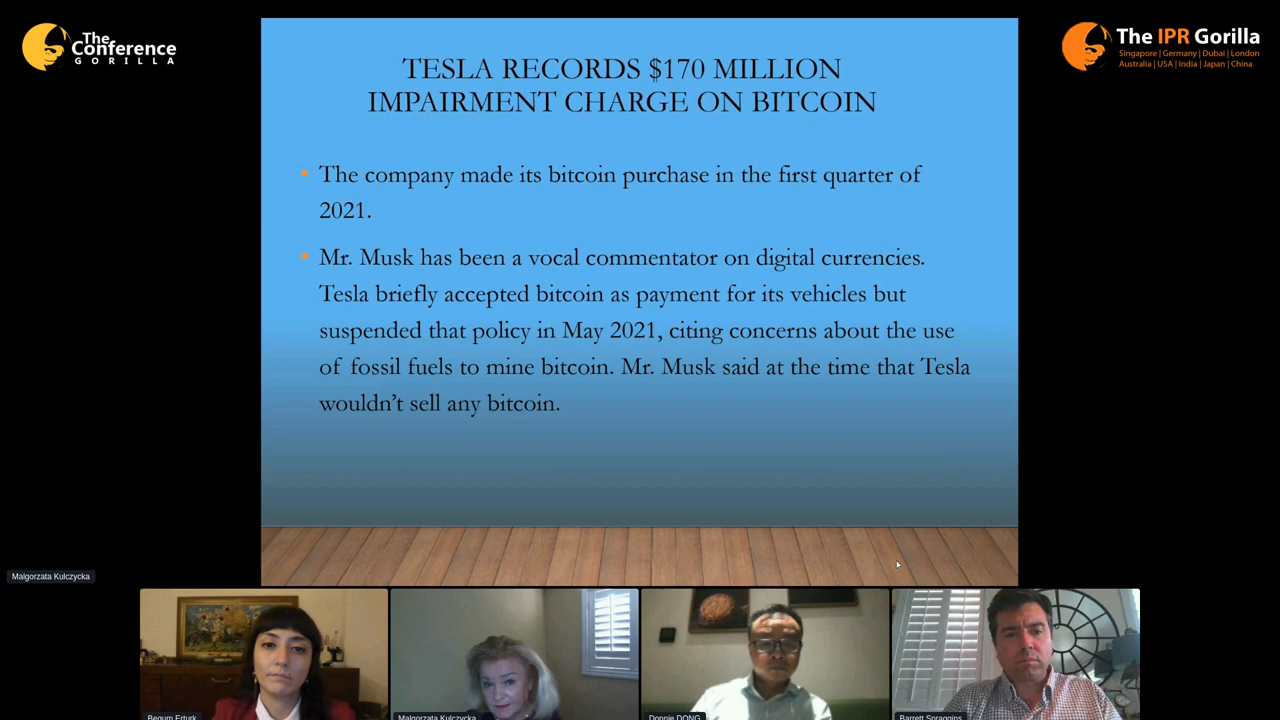 The
Conference
GORILLA
The IPR Gorilla
Singapore | Germany | Dubai | London
Australia | USA | India | Japan | China
TESLA RECORDS $170 MILLION
IMPAIRMENT CHARGE ON BITCOIN
• The company made its bitcoin purchase in the first quarter of
2021.
• Mr. Musk has been a vocal commentator on digital currencies.
Tesla briefly accepted bitcoin as payment for its vehicles but
suspended that policy in May 2021, citing concerns about the use
of fossil fuels to mine bitcoin. Mr. Musk said at the time that Tesla
wouldn't sell any bitcoin.
Malgorzata Kulczycka
Begum Erturk
Malgorzata Kulczycka
Donnie DONG
Barrett Spraggins